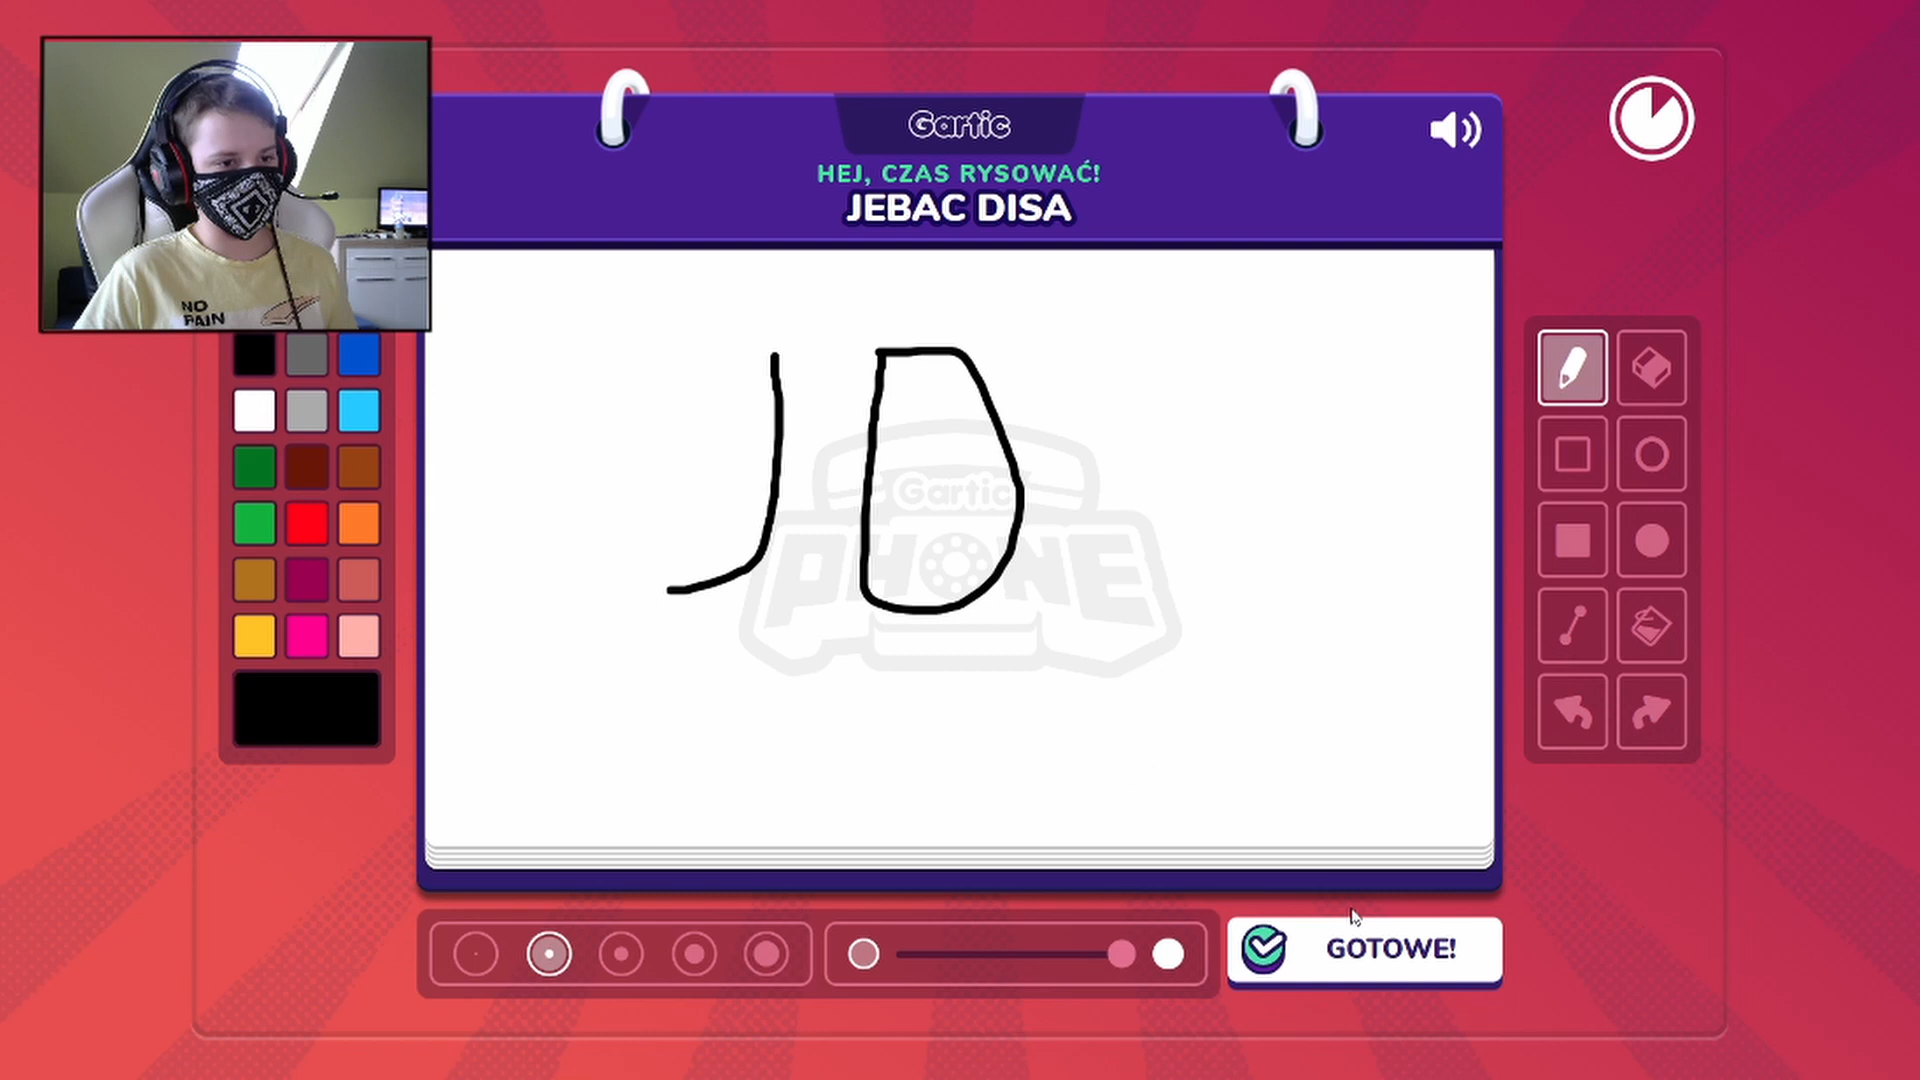 Gartic
HEJ, CZAS RYSOWAĆ!
JEBAC DISA
NO
PAIN
JD
Gartic
PHONE
GOTOWE!